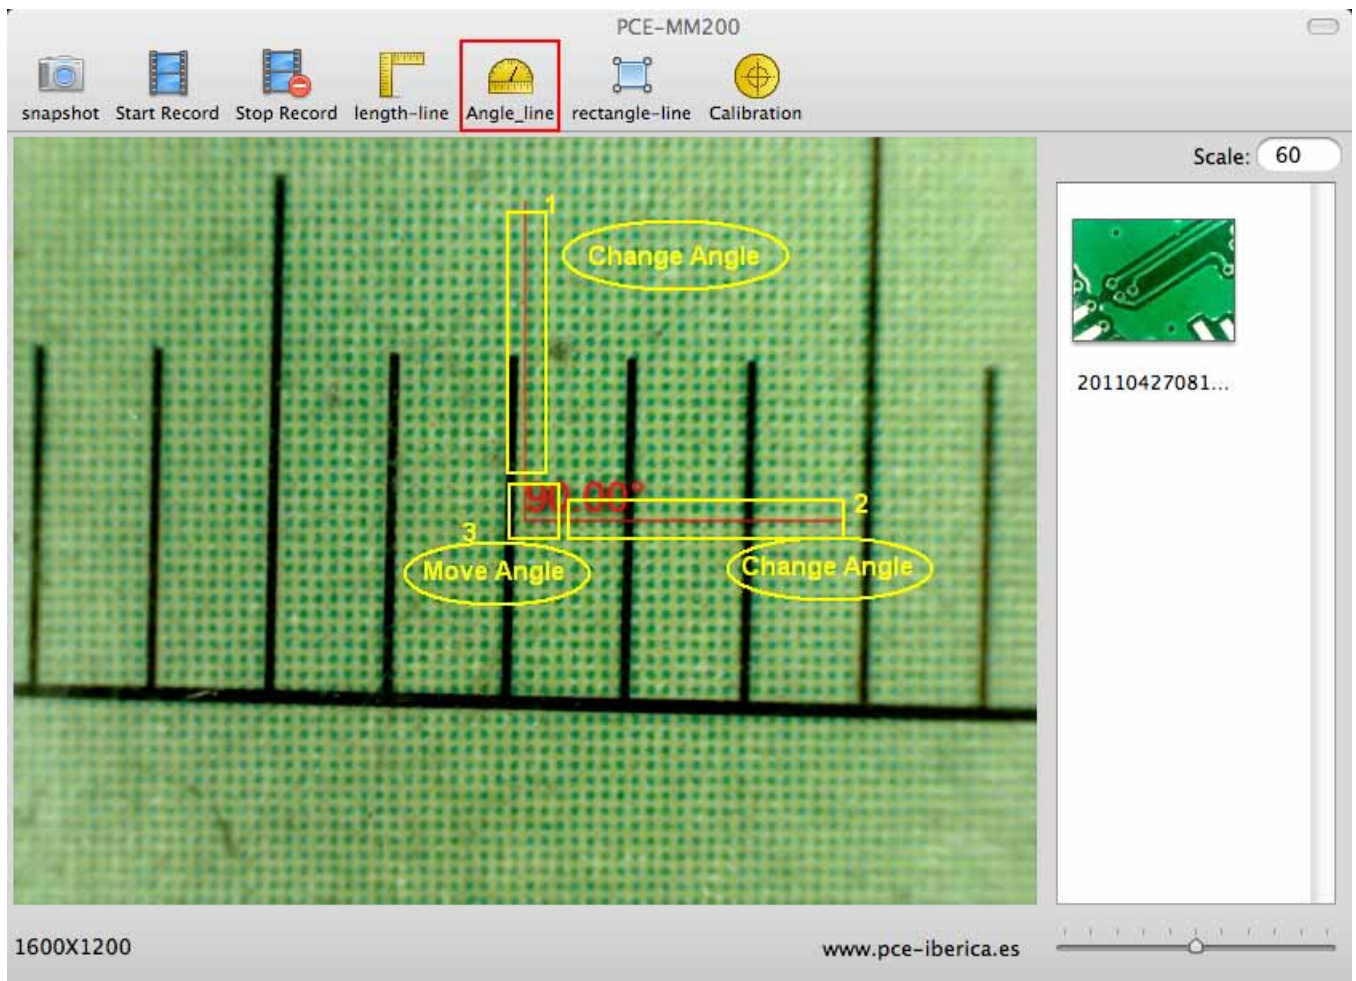 PCE-MM200
snapshot Start Record Stop Record length-line Angle_line rectangle-line Calibration
Scale: 60
1
Change Angle
90.00°
2
3
Move Angle
Change Angle
20110427081...
1600X1200
www.pce-iberica.es